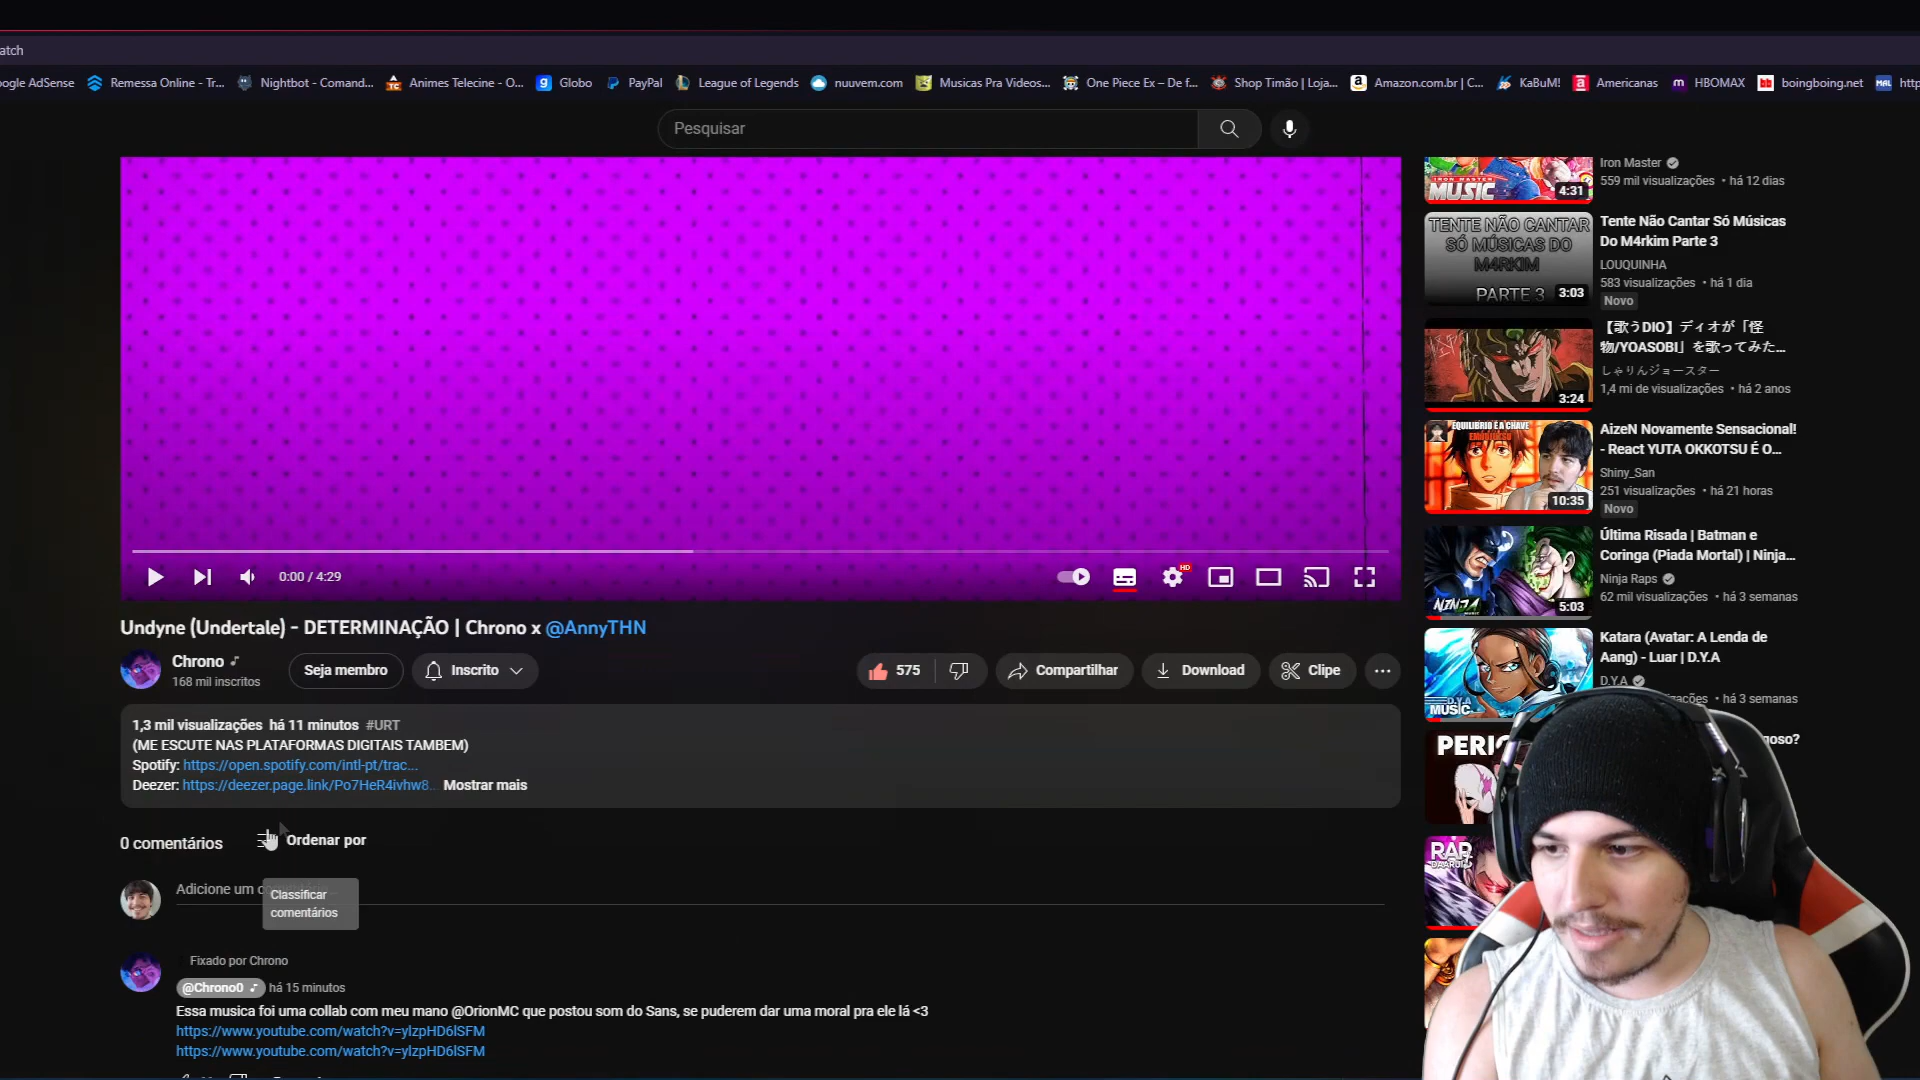 atch
oogle AdSense
Remessa Online - Tr...
Nightbot - Comand...
Animes Telecine - O...
Globo
PayPal
League of Legends
nuuvem.com
Musicas Pra Videos...
One Piece Ex – De f...
Shop Timão | Loja...
Amazon.com.br | C...
KaBuM!
Americanas
HBOMAX
boingboing.net
http
Pesquisar
0:00 / 4:29
HD
Undyne (Undertale) - DETERMINAÇÃO | Chrono x @AnnyTHN
Chrono
168 mil inscritos
Seja membro
Inscrito
575
Compartilhar
Download
Clipe
1,3 mil visualizações há 11 minutos #URT
(ME ESCUTE NAS PLATAFORMAS DIGITAIS TAMBEM)
Spotify: https://open.spotify.com/intl-pt/trac...
Deezer: https://deezer.page.link/Po7HeR4ivhw8... Mostrar mais
0 comentários
Ordenar por
Adicione um co
Classificar
comentários
Fixado por Chrono
@Chrono0 há 15 minutos
Essa musica foi uma collab com meu mano @OrionMC que postou som do Sans, se puderem dar uma moral pra ele lá <3
https://www.youtube.com/watch?v=ylzpHD6lSFM
https://www.youtube.com/watch?v=ylzpHD6lSFM
IRON MASTER
MUSIC
4:31
Iron Master
559 mil visualizações • há 12 dias
TENTE NÃO CANTAR
SÓ MÚSICAS DO
M4RKIM
PARTE 3
3:03
Tente Não Cantar Só Músicas
Do M4rkim Parte 3
LOUQUINHA
583 visualizações • há 1 dia
Novo
3:24
【歌うDIO】ディオが「怪
物/YOASOBI」を歌ってみた...
しゃりんジョースター
1,4 mi de visualizações • há 2 anos
EQUILIBRIO É A CHAVE
10:35
AizeN Novamente Sensacional!
- React YUTA OKKOTSU É O...
Shiny_San
251 visualizações • há 21 horas
Novo
NINJA
5:03
Última Risada | Batman e
Coringa (Piada Mortal) | Ninja...
Ninja Raps
62 mil visualizações • há 3 semanas
D.Y.A
MUSIC
Katara (Avatar: A Lenda de
Aang) - Luar | D.Y.A
D.Y.A
zações • há 3 semanas
PERIG
goso?
RAP